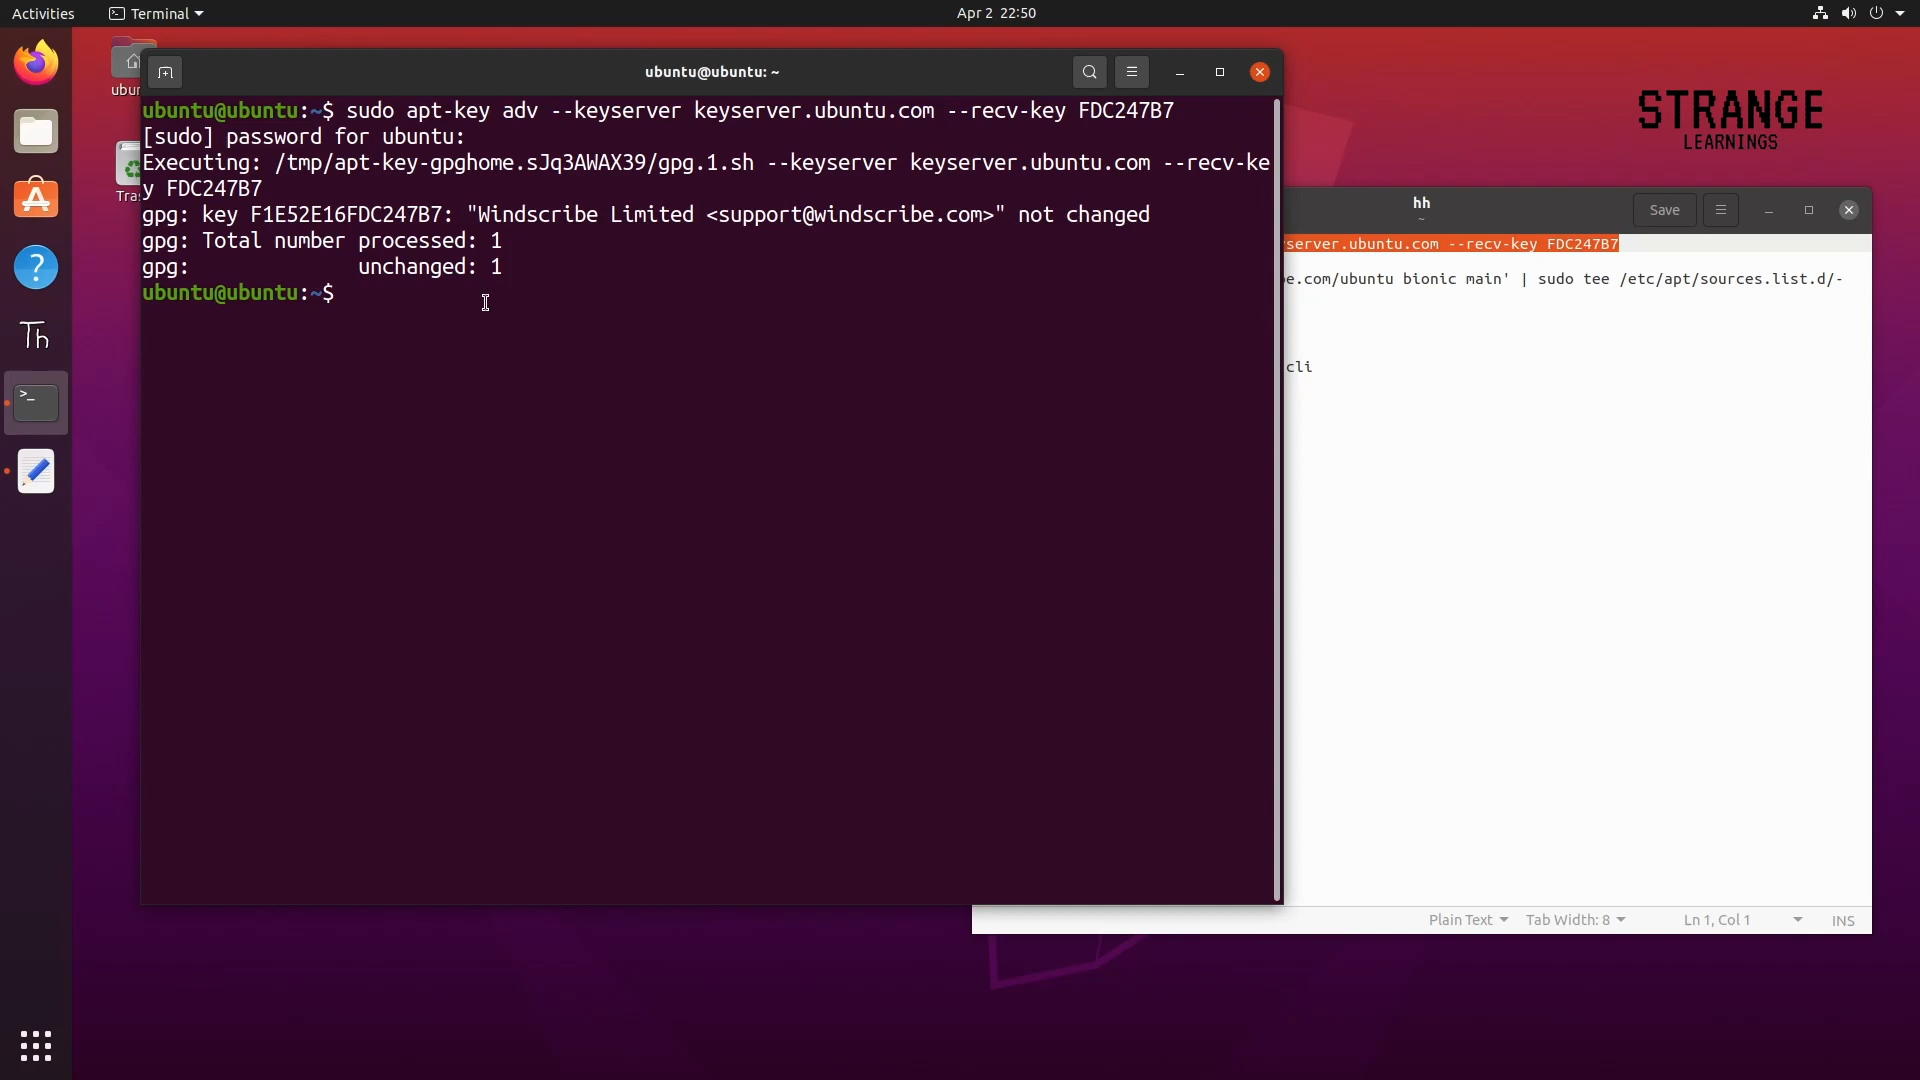 Activities Terminal Apr 2 22:50
ubuntu@ubuntu: ~
ubuntu@ubuntu:~$ sudo apt-key adv --keyserver keyserver.ubuntu.com --recv-key FDC247B7
[sudo] password for ubuntu:
Executing: /tmp/apt-key-gpghome.sJq3AWAX39/gpg.1.sh --keyserver keyserver.ubuntu.com --recv-ke
y FDC247B7
gpg: key F1E52E16FDC247B7: "Windscribe Limited <support@windscribe.com>" not changed
gpg: Total number processed: 1
gpg:              unchanged: 1
ubuntu@ubuntu:~$
ubun
Tra
Th
>_
STRANGE
LEARNINGS
hh
~
Save
server.ubuntu.com --recv-key FDC247B7
e.com/ubuntu bionic main' | sudo tee /etc/apt/sources.list.d/-
cli
Plain Text Tab Width: 8 Ln 1, Col 1 INS